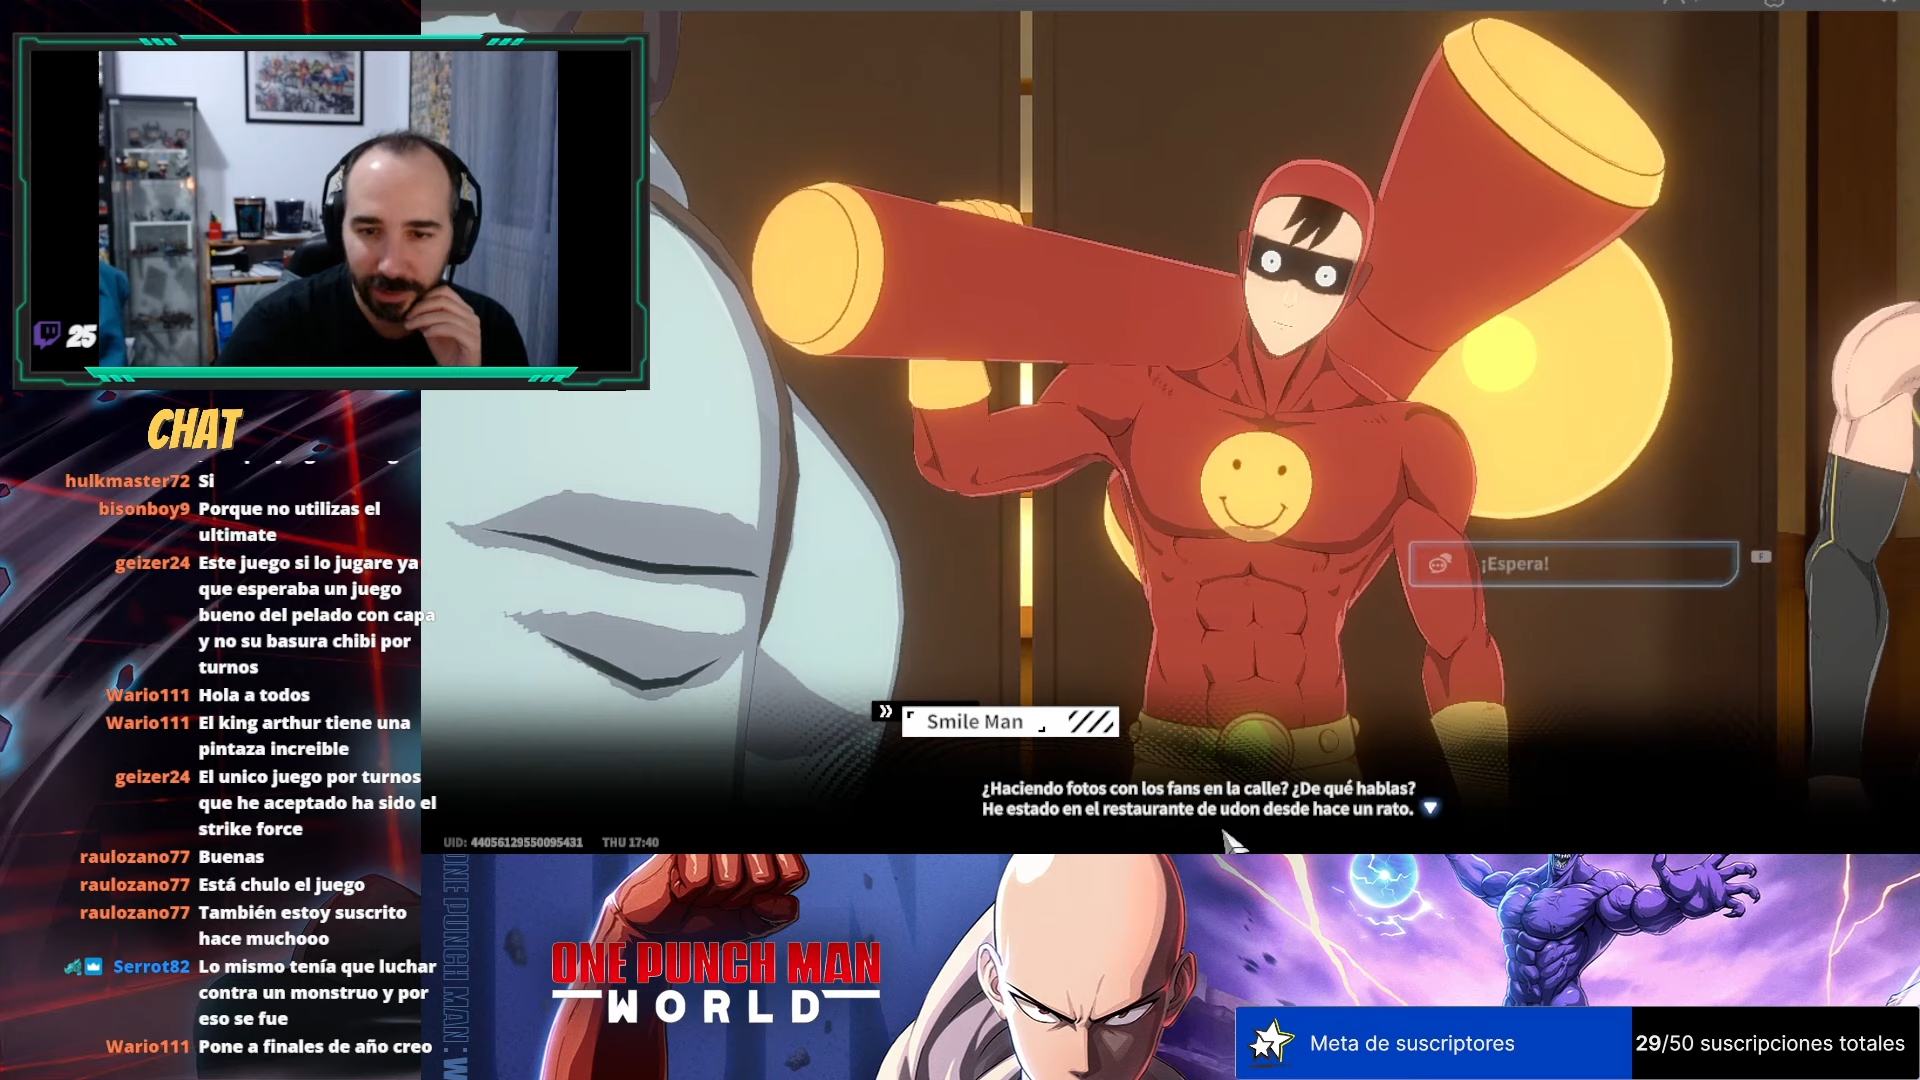 25
CHAT
hulkmaster72 Si
bisonboy9 Porque no utilizas el
ultimate
geizer24 Este juego si lo jugare ya
que esperaba un juego
bueno del pelado con capa
y no su basura chibi por
turnos
Wario111 Hola a todos
Wario111 El king arthur tiene una
pintaza increible
geizer24 El unico juego por turnos
que he aceptado ha sido el
strike force
raulozano77 Buenas
raulozano77 Está chulo el juego
raulozano77 También estoy suscrito
hace muchooo
Serrot82 Lo mismo tenía que luchar
contra un monstruo y por
eso se fue
Wario111 Pone a finales de año creo
¡Espera!
F
Smile Man
¿Haciendo fotos con los fans en la calle? ¿De qué hablas?
He estado en el restaurante de udon desde hace un rato.
UID: 44056129550095431 THU 17:40
ONE PUNCH MAN : W
ONE PUNCH MAN
WORLD
Meta de suscriptores
29/50 suscripciones totales